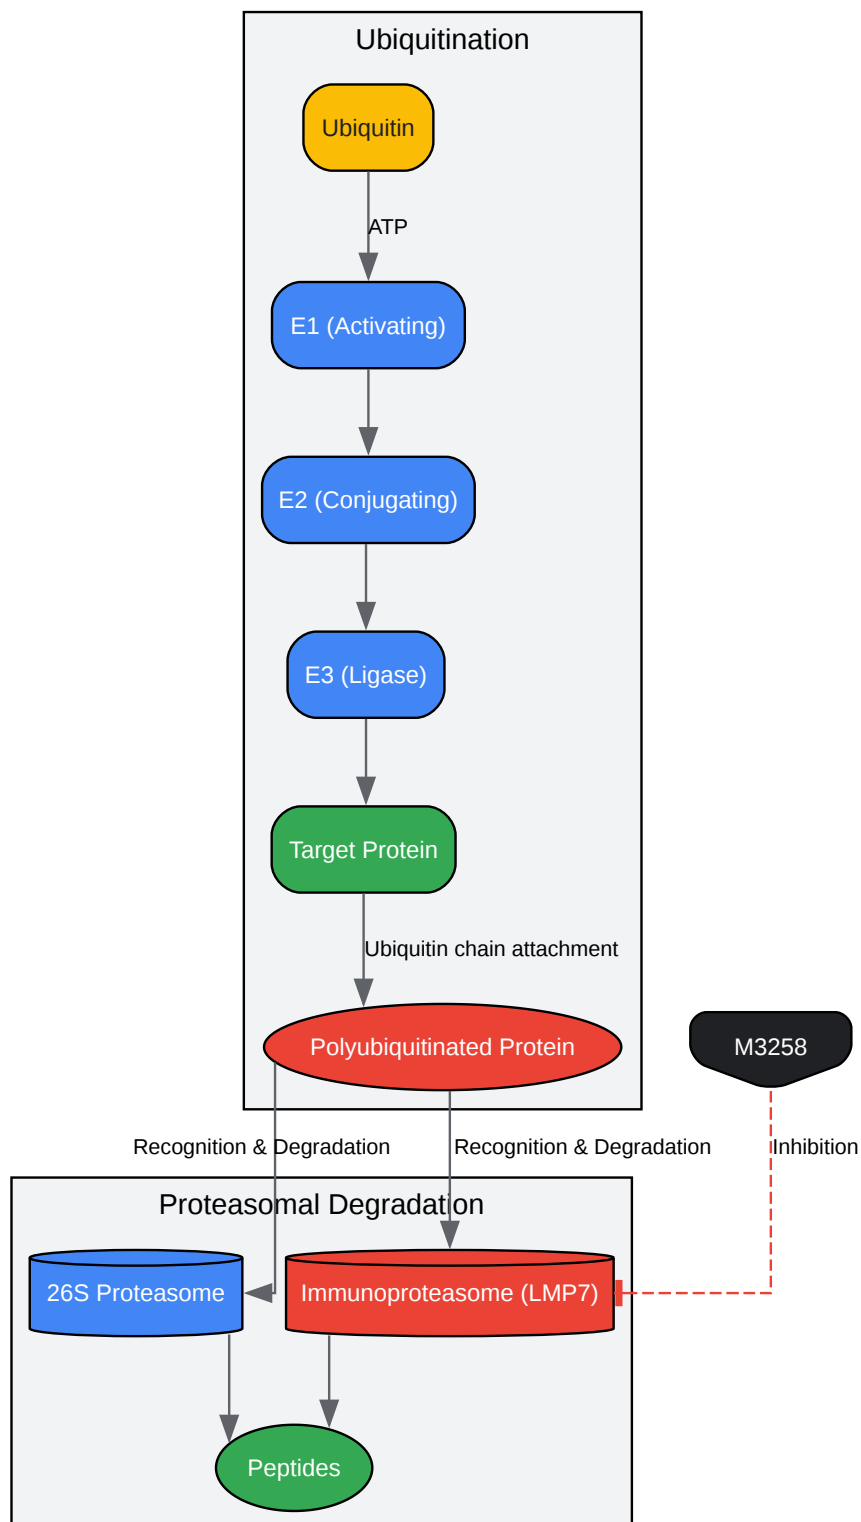 Ubiquitination
Ubiquitin
ATP
E1 (Activating)
E2 (Conjugating)
E3 (Ligase)
Target Protein
Ubiquitin chain attachment
Polyubiquitinated Protein
M3258
Recognition & Degradation
Recognition & Degradation
Inhibition
Proteasomal Degradation
26S Proteasome
Immunoproteasome (LMP7)
Peptides